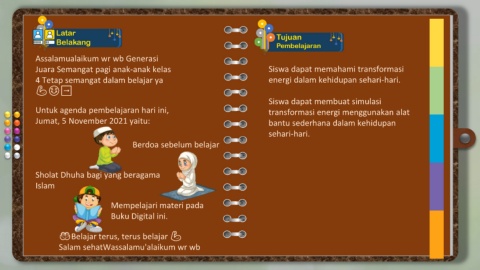 Latar
Belakang
Assalamualaikum wr wb Generasi
Juara Semangat pagi anak-anak kelas
4 Tetap semangat dalam belajar ya
💪😊➡
Untuk agenda pembelajaran hari ini,
Jumat, 5 November 2021 yaitu:
Berdoa sebelum belajar
Sholat Dhuha bagi yang beragama
Islam
Mempelajari materi pada
Buku Digital ini.
🤗Belajar terus, terus belajar 💪
Salam sehatWassalamu'alaikum wr wb
Tujuan
Pembelajaran
Siswa dapat memahami transformasi
energi dalam kehidupan sehari-hari.
Siswa dapat membuat simulasi
transformasi energi menggunakan alat
bantu sederhana dalam kehidupan
sehari-hari.